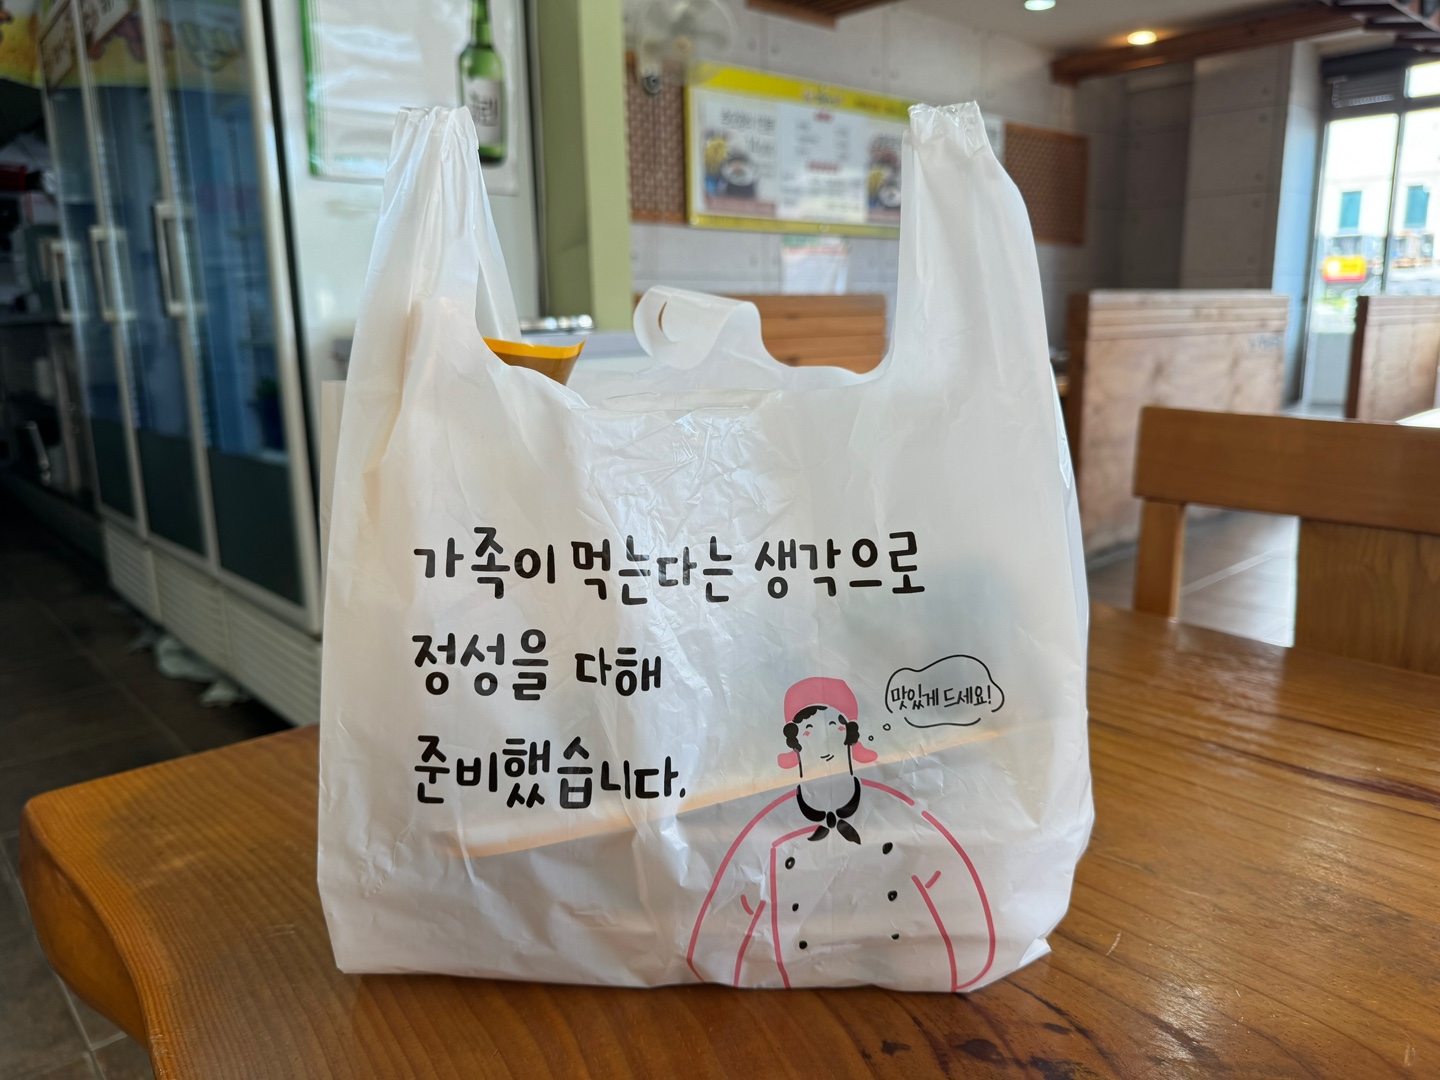 가족이 먹는다는 생각으로
정성을 다해
준비했습니다.
맛있게 드세요!